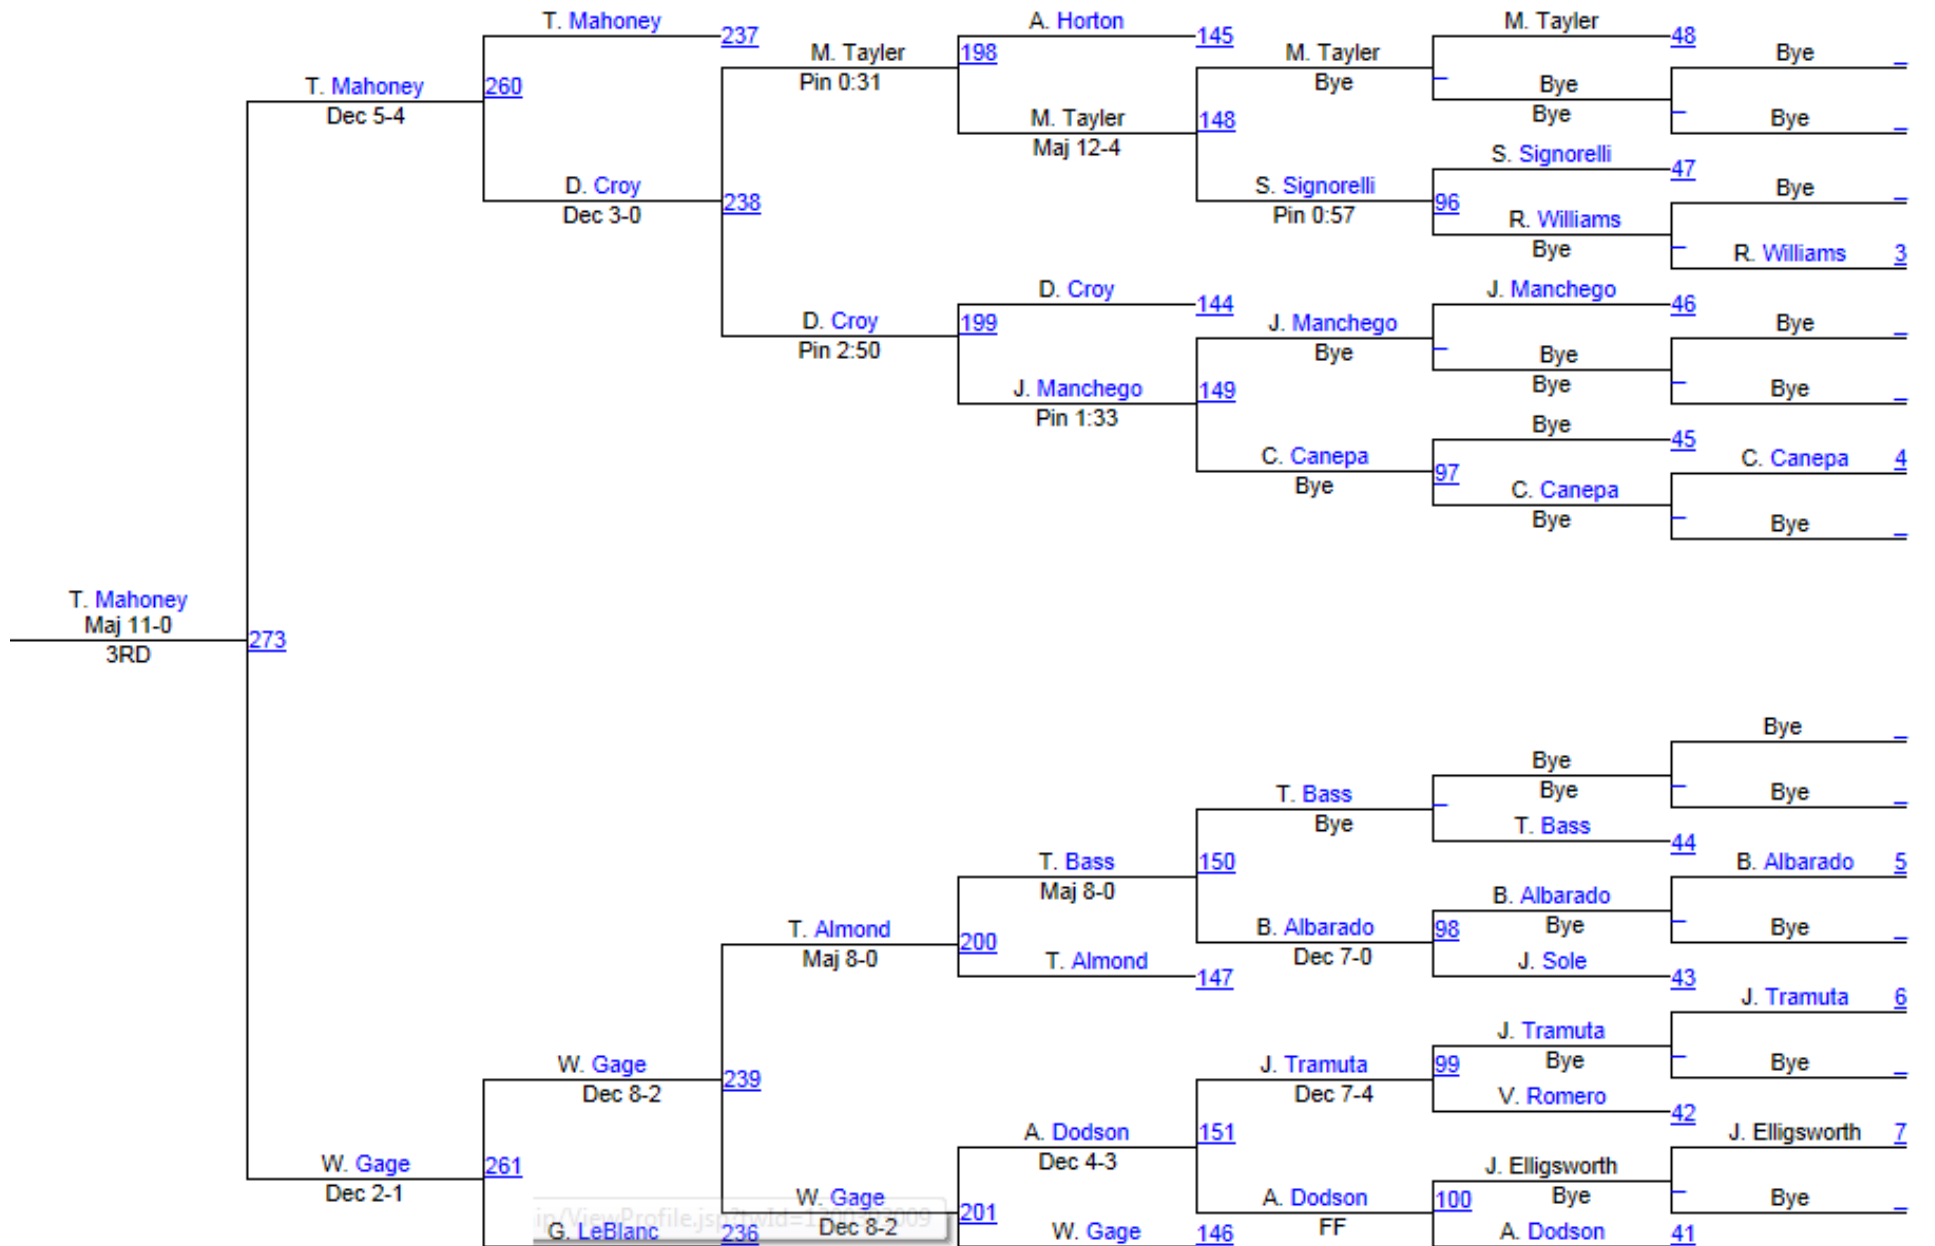 T. Mahoney
237
A. Horton
145
M. Tayler
48
M. Tayler
Pin 0:31
198
M. Tayler
Bye
Bye
_
T. Mahoney
Dec 5-4
260
_
Bye
Bye
_
Bye
_
M. Tayler
Maj 12-4
148
S. Signorelli
47
D. Croy
Dec 3-0
238
S. Signorelli
Pin 0:57
96
Bye
_
R. Williams
Bye
_
R. Williams
3
D. Croy
144
J. Manchego
46
D. Croy
Pin 2:50
199
J. Manchego
Bye
_
Bye
_
Bye
Bye
_
Bye
_
J. Manchego
Pin 1:33
149
Bye
45
C. Canepa
Bye
97
C. Canepa
4
C. Canepa
Bye
_
Bye
_
T. Mahoney
Maj 11-0
3RD
273
Bye
_
Bye
Bye
_
Bye
_
T. Bass
Bye
_
T. Bass
44
T. Bass
Maj 8-0
150
B. Albarado
5
B. Albarado
Bye
_
T. Almond
Maj 8-0
200
B. Albarado
Dec 7-0
98
Bye
_
T. Almond
147
J. Sole
43
J. Tramuta
6
J. Tramuta
Bye
_
W. Gage
Dec 8-2
239
J. Tramuta
Dec 7-4
99
Bye
_
V. Romero
42
A. Dodson
Dec 4-3
151
J. Elligsworth
7
W. Gage
Dec 2-1
261
J. Elligsworth
Bye
_
W. Gage
Dec 8-2
201
A. Dodson
FF
100
Bye
_
G. LeBlanc
236
W. Gage
146
A. Dodson
41